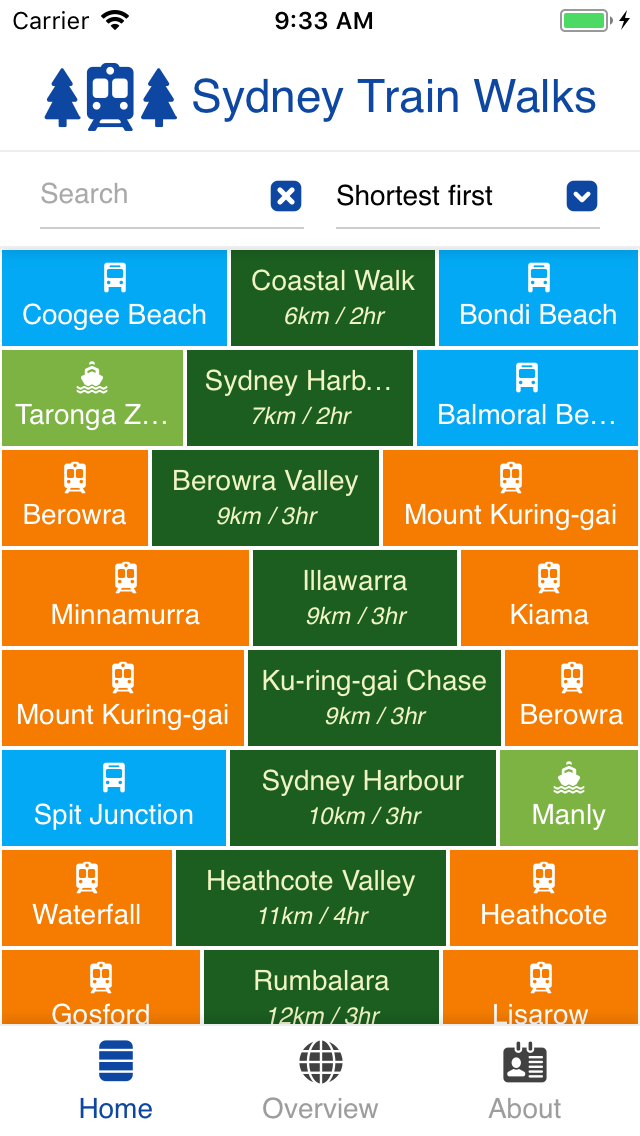 Carrier 9:33 AM
Sydney Train Walks
Search Shortest first
Coogee Beach Coastal Walk 6km / 2hr Bondi Beach
Taronga Z… Sydney Harb… 7km / 2hr Balmoral Be…
Berowra Berowra Valley 9km / 3hr Mount Kuring-gai
Minnamurra Illawarra 9km / 3hr Kiama
Mount Kuring-gai Ku-ring-gai Chase 9km / 3hr Berowra
Spit Junction Sydney Harbour 10km / 3hr Manly
Waterfall Heathcote Valley 11km / 4hr Heathcote
Gosford Rumbalara 12km / 3hr Lisarow
Home Overview About